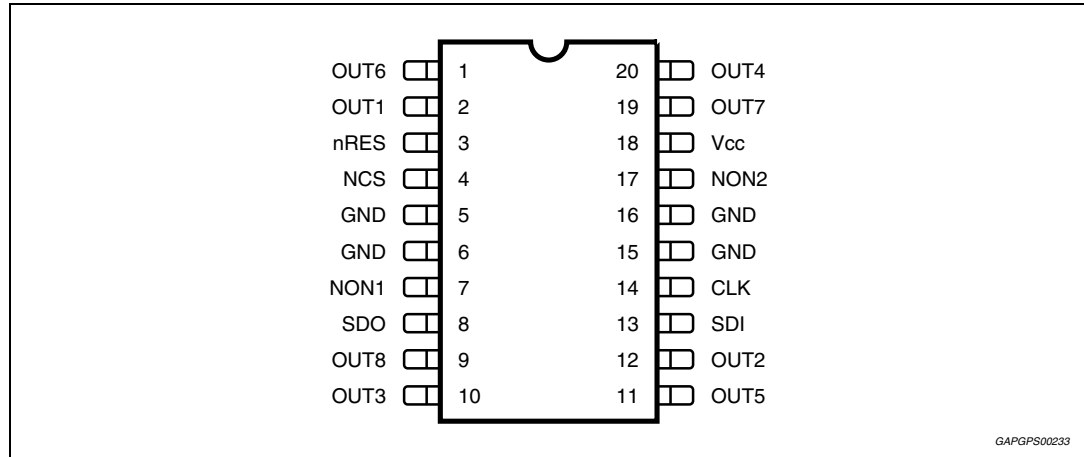 OUT6 1 20 OUT4
OUT1 2 19 OUT7
nRES 3 18 Vcc
NCS 4 17 NON2
GND 5 16 GND
GND 6 15 GND
NON1 7 14 CLK
SDO 8 13 SDI
OUT8 9 12 OUT2
OUT3 10 11 OUT5
GAPGPS00233